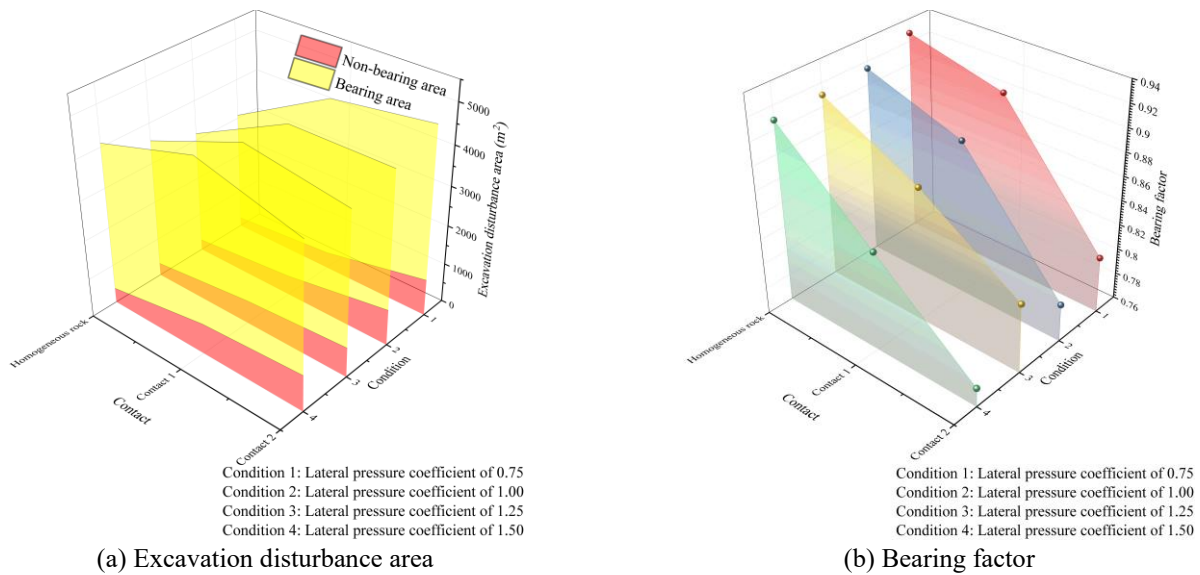 Non-bearing area
Bearing area
5000
4000
3000
2000
1000
0
Excavation disturbance area (m²)
1
2
3
4
Condition
Homogeneous rock
Contact 1
Contact 2
Contact
Condition 1: Lateral pressure coefficient of 0.75
Condition 2: Lateral pressure coefficient of 1.00
Condition 3: Lateral pressure coefficient of 1.25
Condition 4: Lateral pressure coefficient of 1.50
(a) Excavation disturbance area
0.94
0.92
0.9
0.88
0.86
0.84
0.82
0.8
0.78
0.76
Bearing factor
1
2
3
4
Condition
Homogeneous rock
Contact 1
Contact 2
Contact
Condition 1: Lateral pressure coefficient of 0.75
Condition 2: Lateral pressure coefficient of 1.00
Condition 3: Lateral pressure coefficient of 1.25
Condition 4: Lateral pressure coefficient of 1.50
(b) Bearing factor